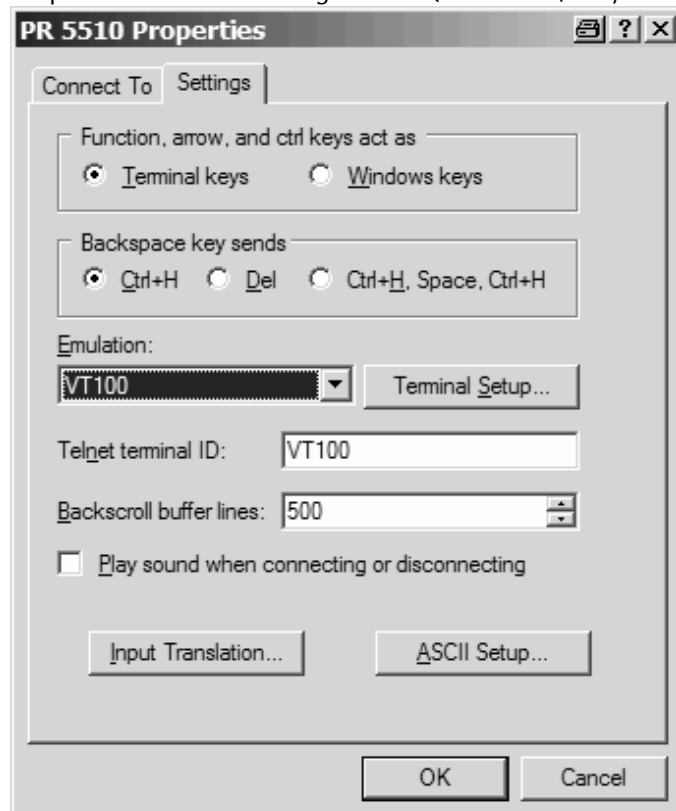 PR 5510 Properties
Connect To Settings
Function, arrow, and ctrl keys act as
Terminal keys Windows keys
Backspace key sends
Ctrl+H Del Ctrl+H, Space, Ctrl+H
Emulation:
VT100 Terminal Setup...
Telnet terminal ID: VT100
Backscroll buffer lines: 500
Play sound when connecting or disconnecting
Input Translation... ASCII Setup...
OK Cancel